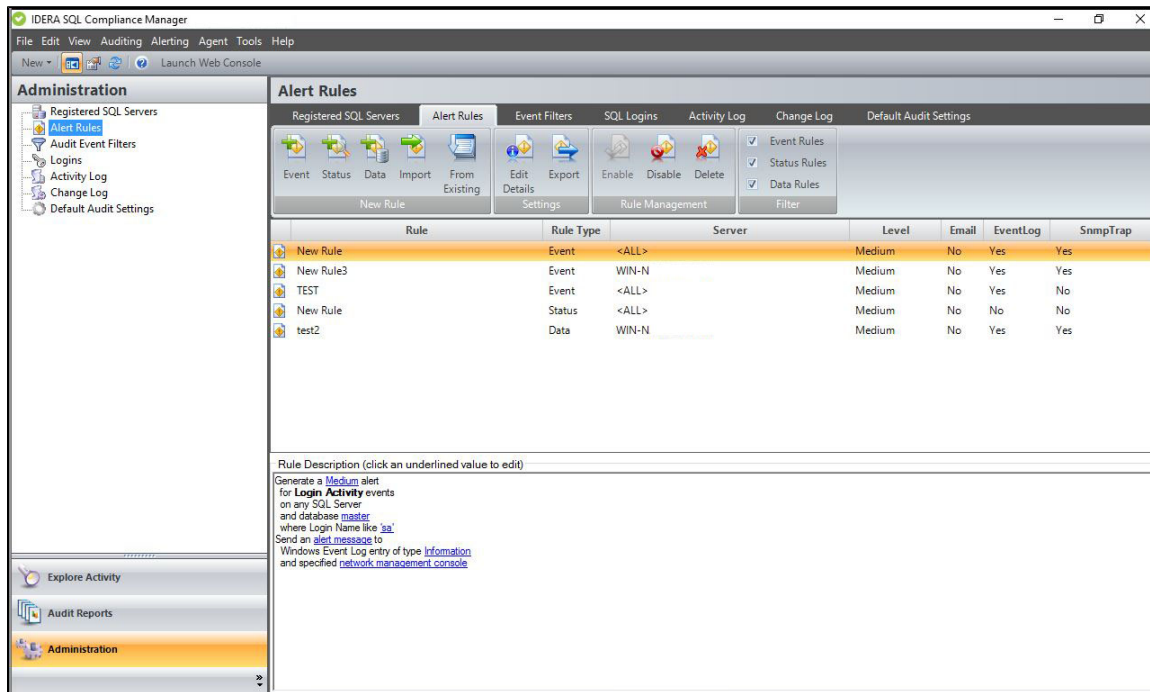 IDERA SQL Compliance Manager
File Edit View Auditing Alerting Agent Tools Help
New Launch Web Console
Administration
Registered SQL Servers
Alert Rules
Audit Event Filters
Logins
Activity Log
Change Log
Default Audit Settings
Explore Activity
Audit Reports
Administration
Alert Rules
Registered SQL Servers Alert Rules Event Filters SQL Logins Activity Log Change Log Default Audit Settings
Event Status Data Import From Existing
New Rule
Edit Details Export
Settings
Enable Disable Delete
Rule Management
Event Rules
Status Rules
Data Rules
Filter
Rule Rule Type Server Level Email EventLog SnmpTrap
New Rule Event <ALL> Medium No Yes Yes
New Rule3 Event WIN-N Medium No Yes Yes
TEST Event <ALL> Medium No Yes No
New Rule Status <ALL> Medium No No No
test2 Data WIN-N Medium No Yes Yes
Rule Description (click an underlined value to edit)
Generate a Medium alert
for Login Activity events
on any SQL Server
and database master
where Login Name like 'sa'
Send an alert message to
Windows Event Log entry of type Information
and specified network management console